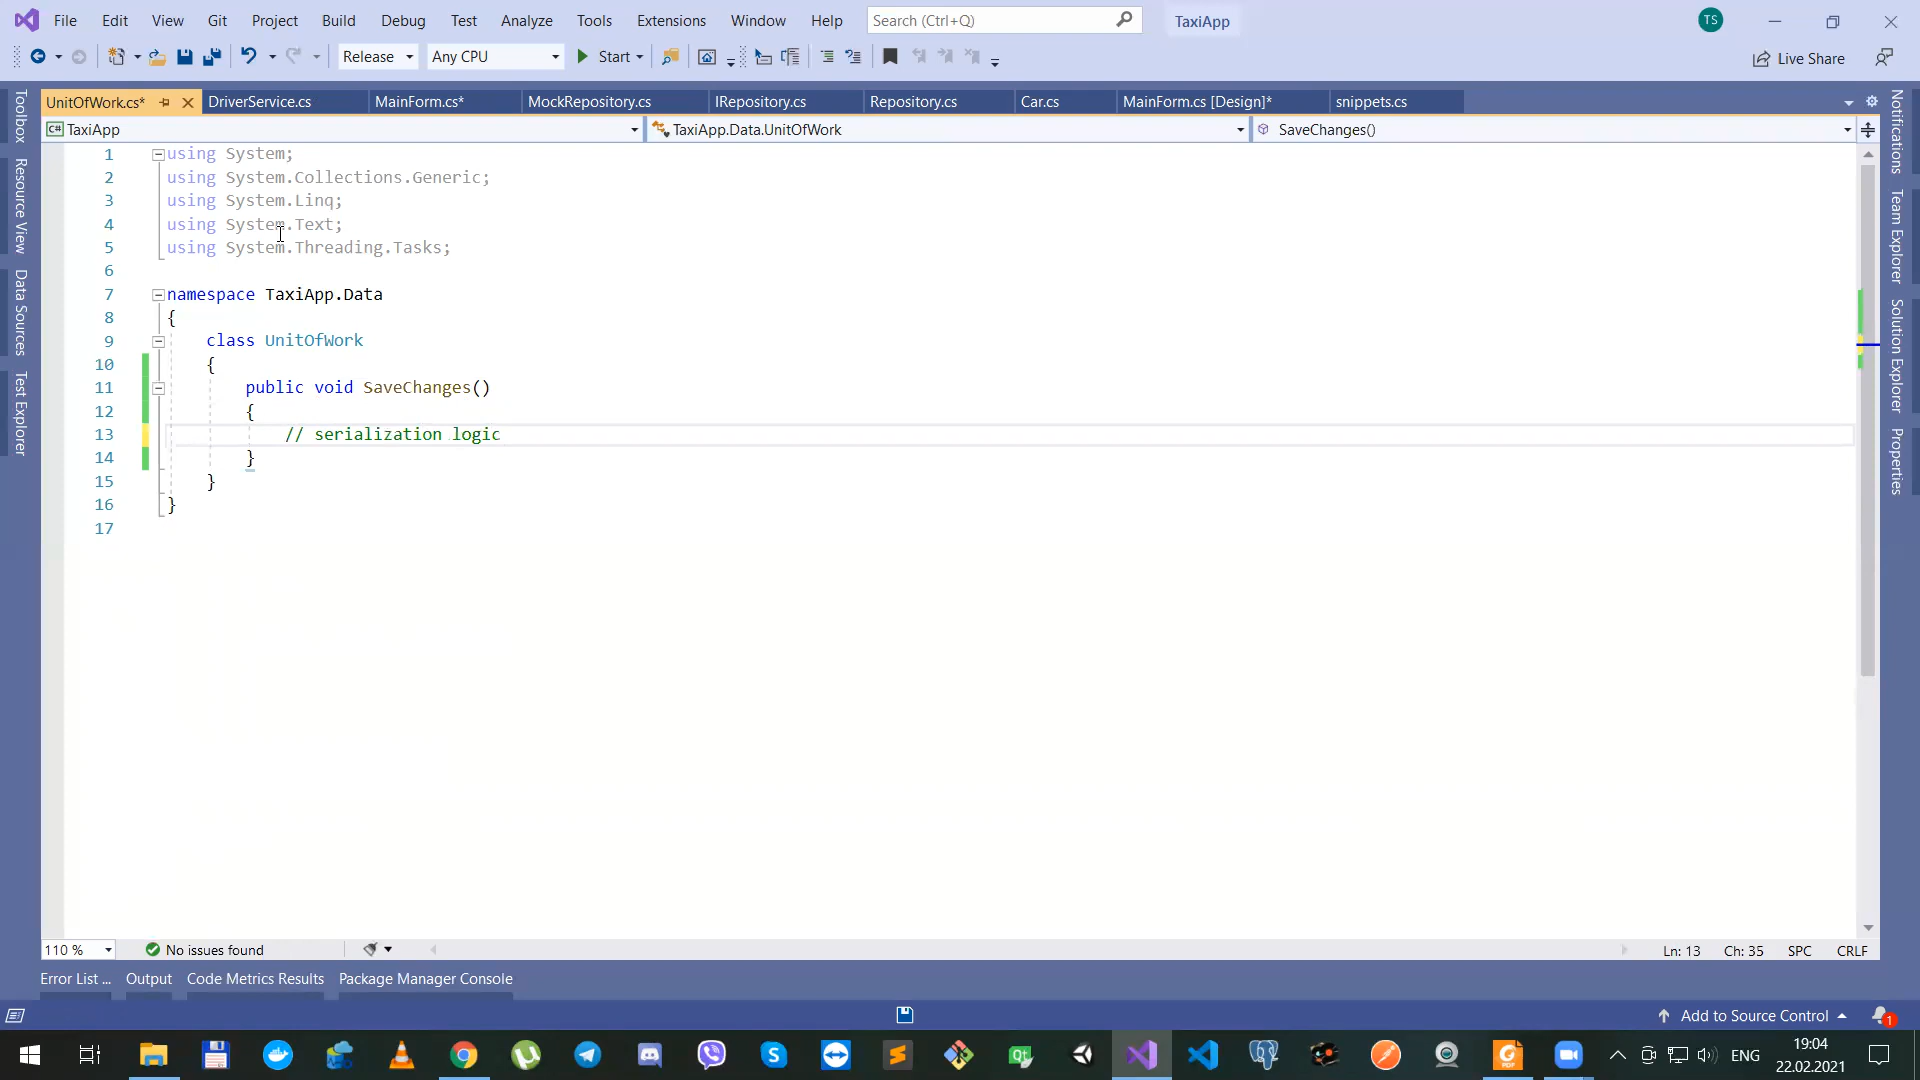 File Edit View Git Project Build Debug Test Analyze Tools Extensions Window Help Search (Ctrl+Q) TaxiApp TS
Release Any CPU Start Live Share
UnitOfWork.cs* DriverService.cs MainForm.cs* MockRepository.cs IRepository.cs Repository.cs Car.cs MainForm.cs [Design]* snippets.cs
C# TaxiApp TaxiApp.Data.UnitOfWork SaveChanges()
1 using System;
2 using System.Collections.Generic;
3 using System.Linq;
4 using System.Text;
5 using System.Threading.Tasks;
6
7 namespace TaxiApp.Data
8 {
9 class UnitOfWork
10 {
11 public void SaveChanges()
12 {
13 // serialization logic
14 }
15 }
16 }
17
Toolbox
Resource View
Data Sources
Test Explorer
Notifications
Team Explorer
Solution Explorer
Properties
110 % No issues found Ln: 13 Ch: 35 SPC CRLF
Error List ... Output Code Metrics Results Package Manager Console
Add to Source Control 1
ENG 19:04
22.02.2021